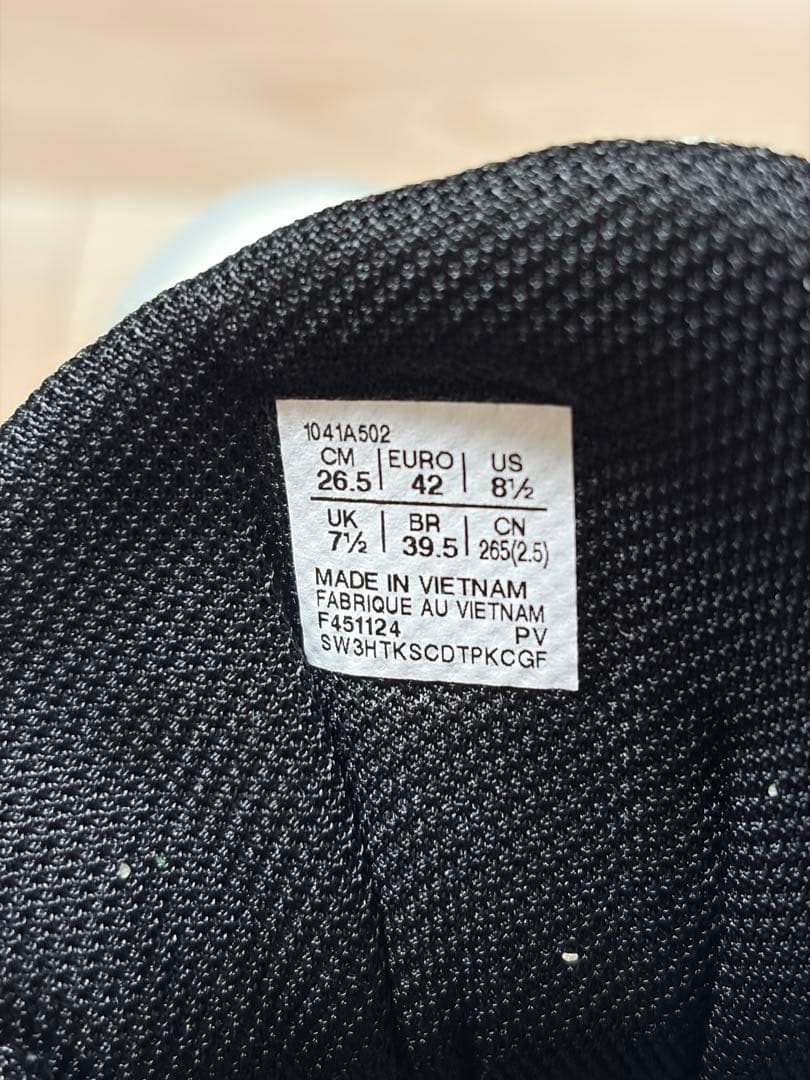 1041A502
CM | EURO | US
26.5 | 42 | 8½
UK | BR | CN
7½ | 39.5 | 265(2.5)
MADE IN VIETNAM
FABRIQUE AU VIETNAM
F451124 PV
SW3HTKSCDTPKCGF